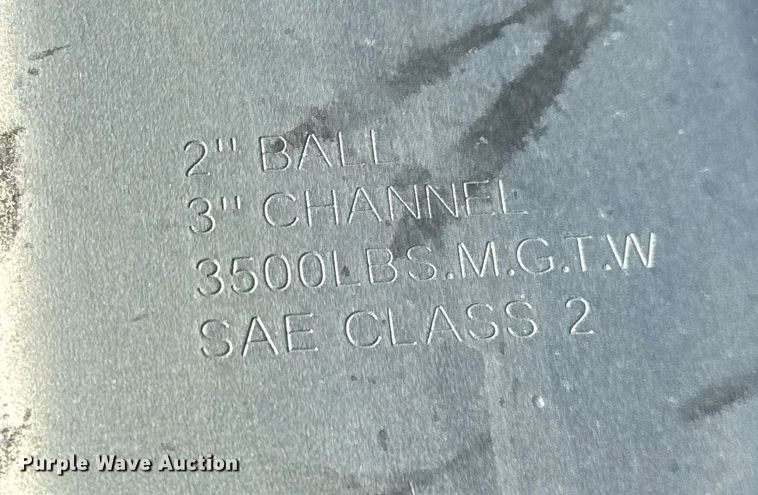 2" BALL
3" CHANNEL
3500LBS.M.G.T.W
SAE CLASS 2
Purple Wave Auction